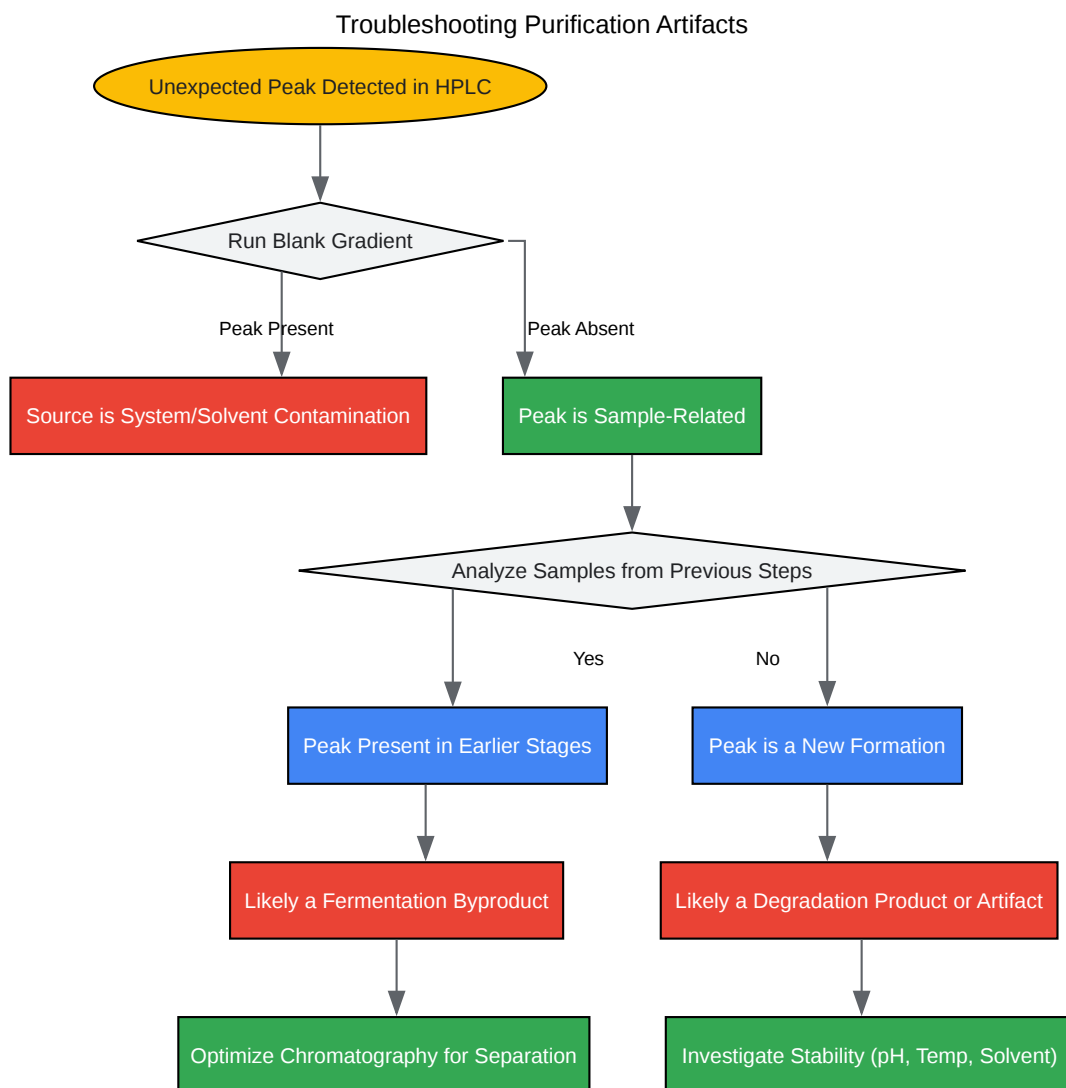 Troubleshooting Purification Artifacts
Unexpected Peak Detected in HPLC
Run Blank Gradient
Peak Present
Peak Absent
Source is System/Solvent Contamination
Peak is Sample-Related
Analyze Samples from Previous Steps
Yes
No
Peak Present in Earlier Stages
Peak is a New Formation
Likely a Fermentation Byproduct
Likely a Degradation Product or Artifact
Optimize Chromatography for Separation
Investigate Stability (pH, Temp, Solvent)